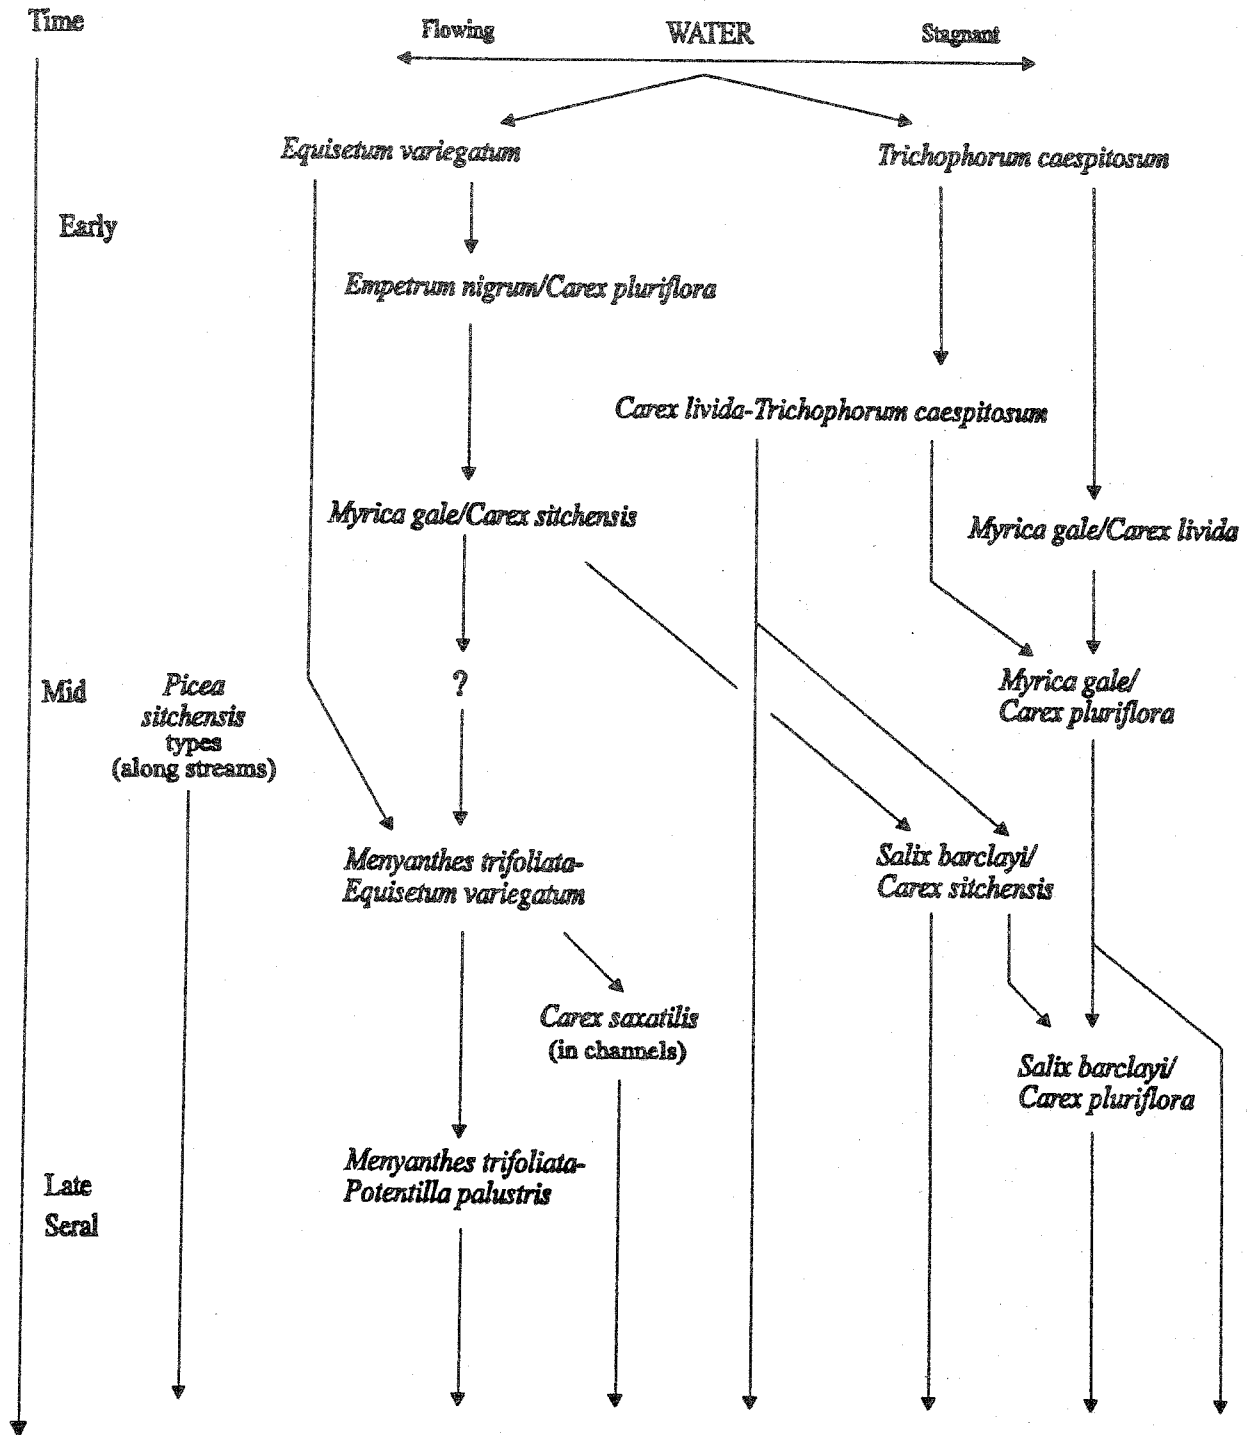 Time
Flowing
WATER
Stagnant
Equisetum variegatum
Trichophorum caespitosum
Early
Empetrum nigrum/Carex pluriflora
Carex livida-Trichophorum caespitosum
Myrica gale/Carex sitchensis
Myrica gale/Carex livida
Mid
Picea
sitchensis
types
(along streams)
?
Myrica gale/
Carex pluriflora
Menyanthes trifoliata-
Equisetum variegatum
Salix barclayi/
Carex sitchensis
Carex saxatilis
(in channels)
Salix barclayi/
Carex pluriflora
Menyanthes trifoliata-
Potentilla palustris
Late
Seral